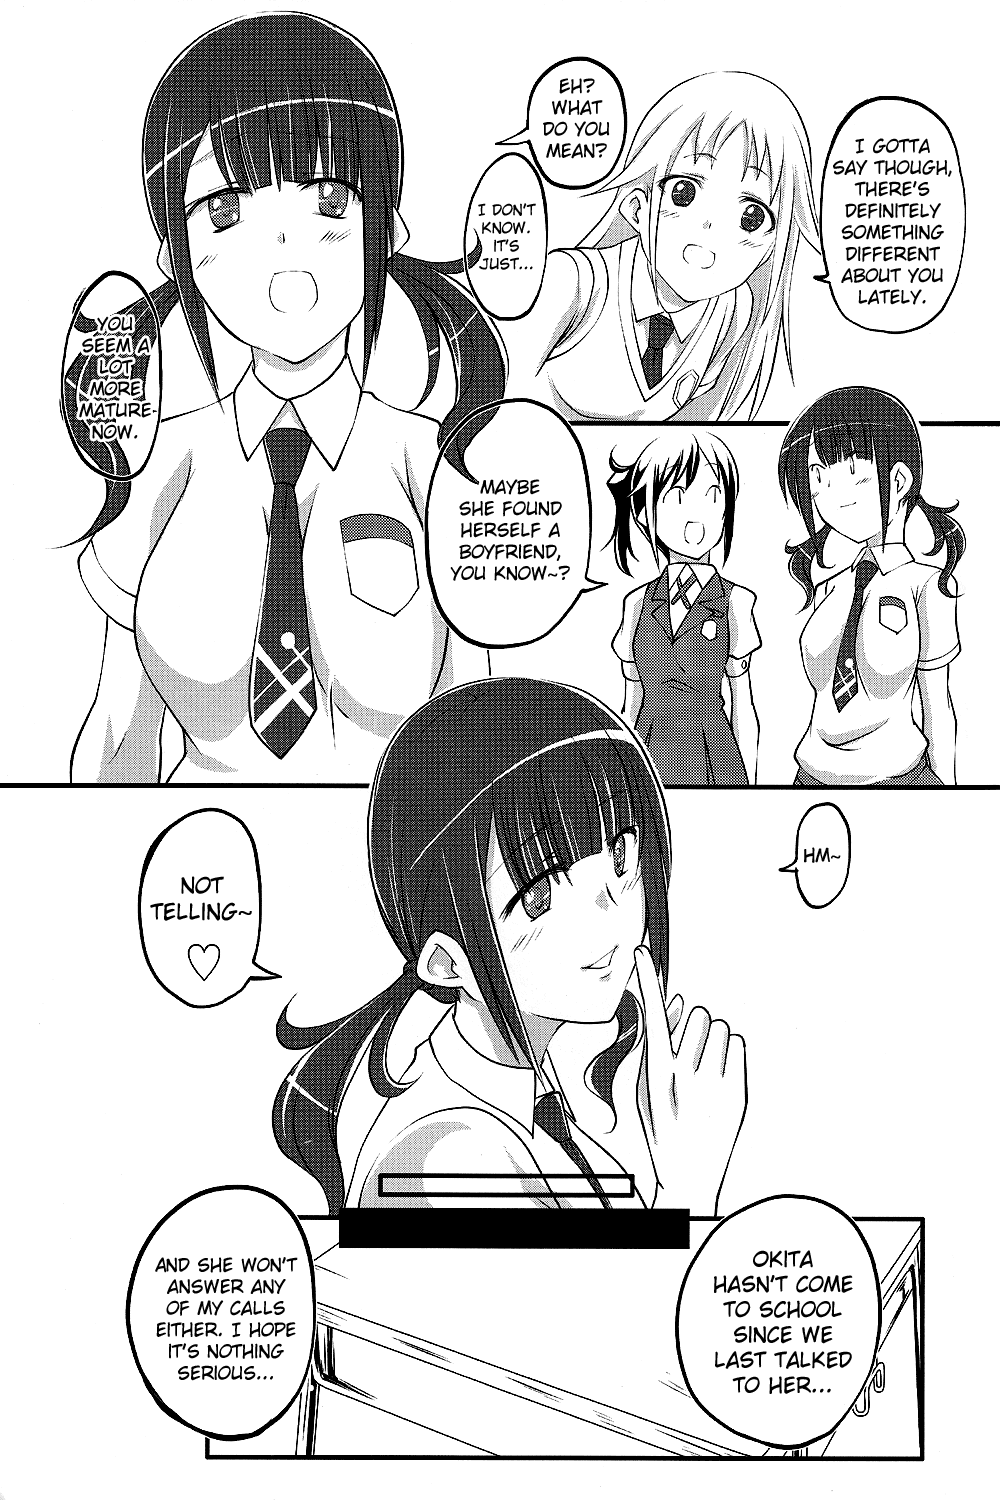 I GOTTA
SAY THOUGH,
THERE'S
DEFINITELY
SOMETHING
DIFFERENT
ABOUT YOU
LATELY.
EH?
WHAT
DO YOU
MEAN?
I DON'T
KNOW.
IT'S
JUST...
YOU
SEEM A
LOT
MORE
MATURE
NOW.
MAYBE
SHE FOUND
HERSELF A
BOYFRIEND,
YOU KNOW~?
HM~
NOT
TELLING~
♡
OKITA
HASN'T COME
TO SCHOOL
SINCE WE
LAST TALKED
TO HER...
AND SHE WON'T
ANSWER ANY
OF MY CALLS
EITHER. I HOPE
IT'S NOTHING
SERIOUS...